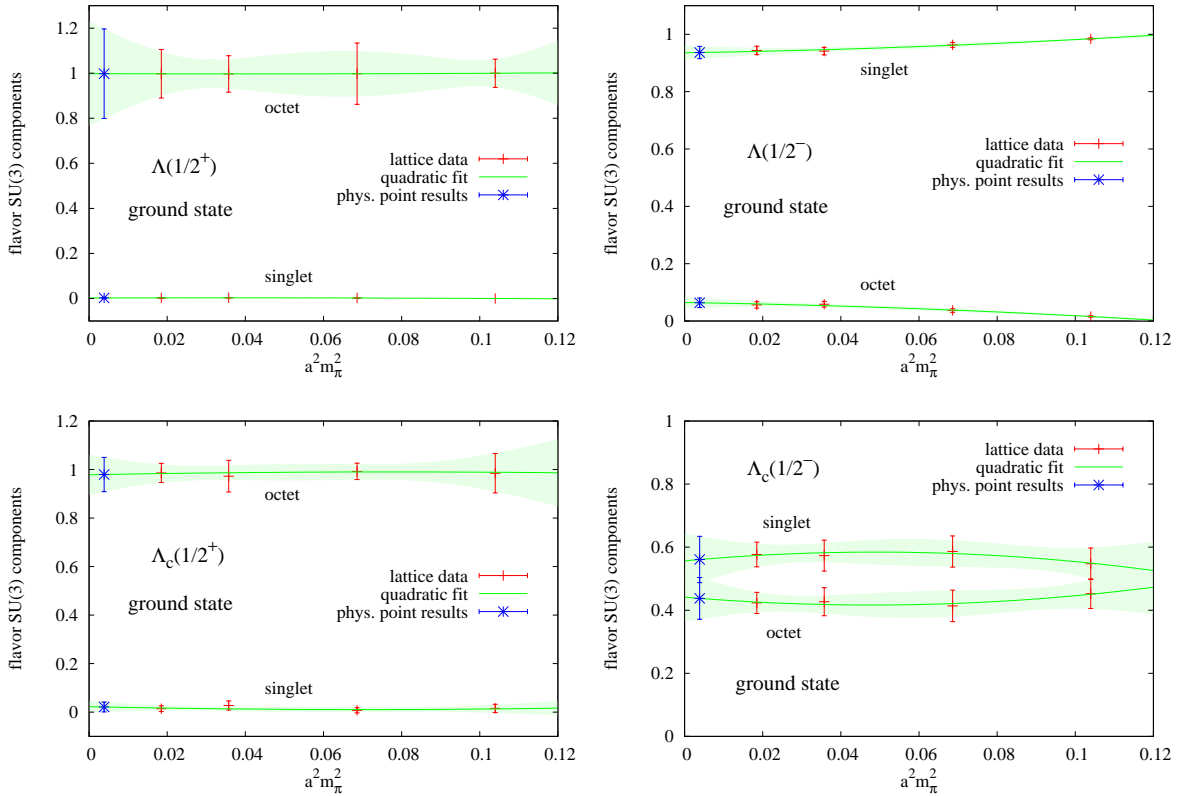 flavor SU(3) components
1.2
1
0.8
0.6
0.4
0.2
0
octet
Λ(1/2⁺)
ground state
lattice data
quadratic fit
phys. point results
singlet
0 0.02 0.04 0.06 0.08 0.1 0.12
a²m²π
flavor SU(3) components
1
0.8
0.6
0.4
0.2
0
singlet
Λ(1/2⁻)
ground state
lattice data
quadratic fit
phys. point results
octet
0 0.02 0.04 0.06 0.08 0.1 0.12
a²m²π
flavor SU(3) components
1.2
1
0.8
0.6
0.4
0.2
0
octet
Λc(1/2⁺)
ground state
lattice data
quadratic fit
phys. point results
singlet
0 0.02 0.04 0.06 0.08 0.1 0.12
a²m²π
flavor SU(3) components
1
0.8
0.6
0.4
0.2
0
Λc(1/2⁻)
lattice data
quadratic fit
phys. point results
singlet
octet
ground state
0 0.02 0.04 0.06 0.08 0.1 0.12
a²m²π